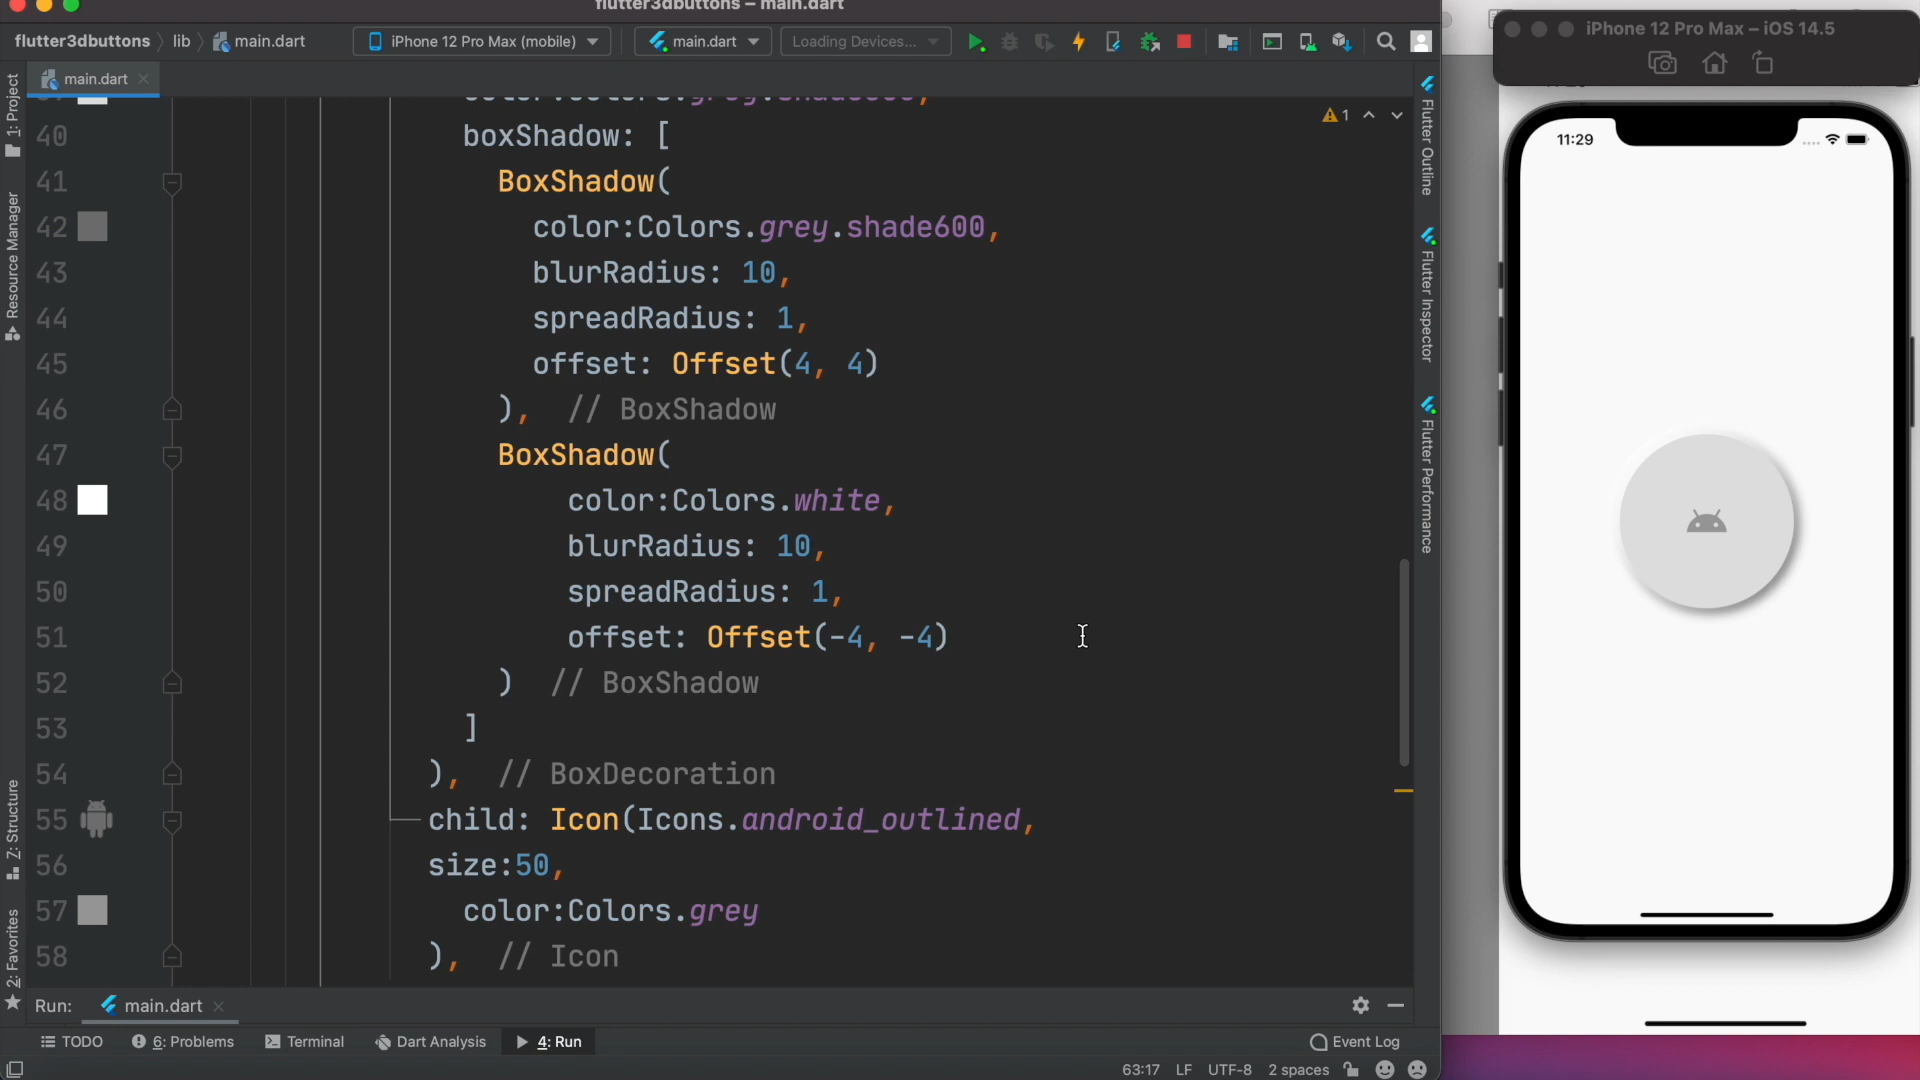 flutter3dbuttons – main.dart
flutter3dbuttons
lib
main.dart
iPhone 12 Pro Max (mobile)
main.dart
Loading Devices...
main.dart
1: Project
Resource Manager
Z: Structure
2: Favorites
1
40 boxShadow: [
41 BoxShadow(
42 color:Colors.grey.shade600,
43 blurRadius: 10,
44 spreadRadius: 1,
45 offset: Offset(4, 4)
46 ), // BoxShadow
47 BoxShadow(
48 color:Colors.white,
49 blurRadius: 10,
50 spreadRadius: 1,
51 offset: Offset(-4, -4)
52 ) // BoxShadow
53 ]
54 ), // BoxDecoration
55 child: Icon(Icons.android_outlined,
56 size:50,
57 color:Colors.grey
58 ), // Icon
Flutter Outline
Flutter Inspector
Flutter Performance
Run:
main.dart
TODO
6: Problems
Terminal
Dart Analysis
4: Run
Event Log
63:17 LF UTF-8 2 spaces
iPhone 12 Pro Max – iOS 14.5
11:29